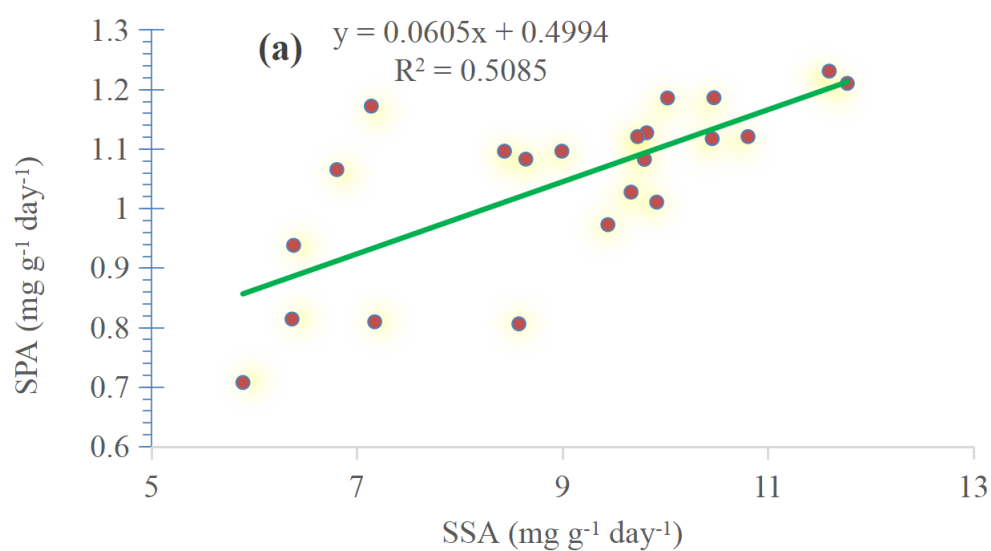 (a)
y = 0.0605x + 0.4994
R² = 0.5085
SPA (mg g⁻¹ day⁻¹)
1.3
1.2
1.1
1
0.9
0.8
0.7
0.6
5 7 9 11 13
SSA (mg g⁻¹ day⁻¹)